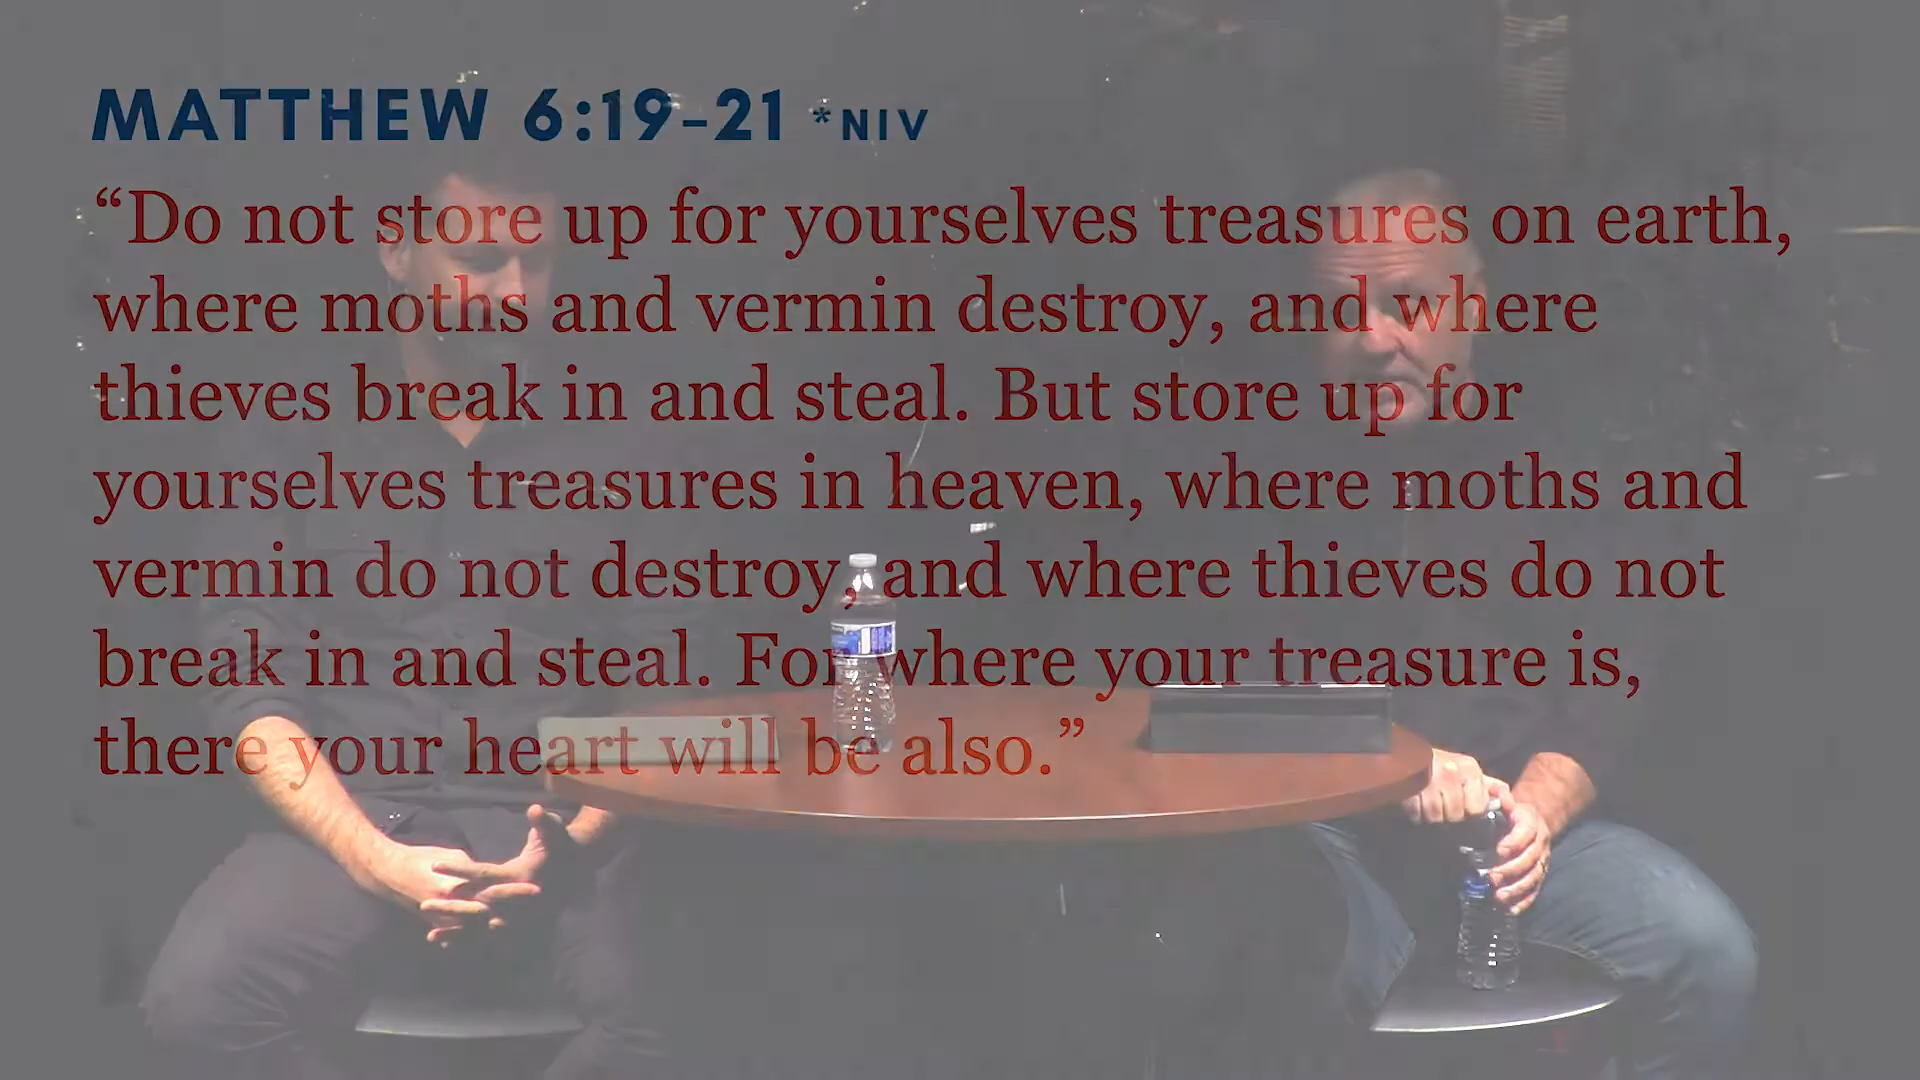 MATTHEW 6:19-21 *NIV
“Do not store up for yourselves treasures on earth,
where moths and vermin destroy, and where
thieves break in and steal. But store up for
yourselves treasures in heaven, where moths and
vermin do not destroy, and where thieves do not
break in and steal. For where your treasure is,
there your heart will be also.”